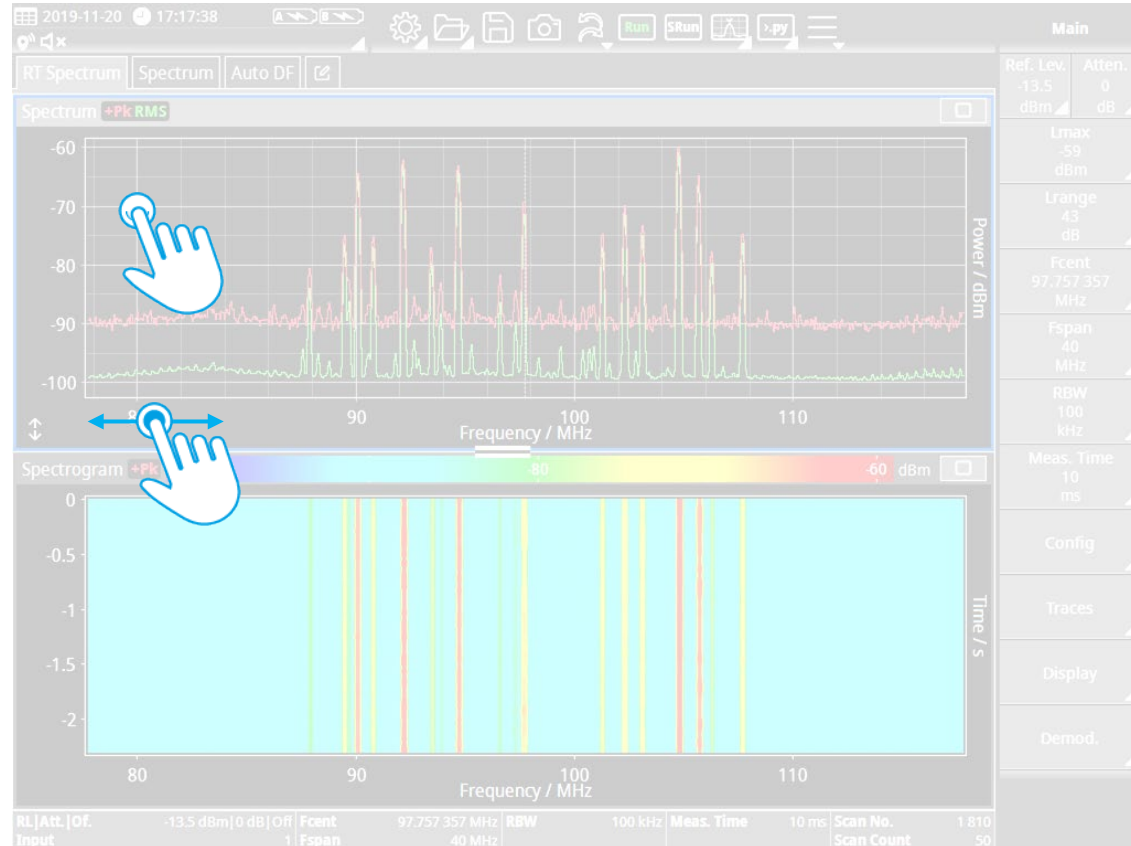 2019-11-20 17:17:38 A B Run SRun >.py Main
RT Spectrum Spectrum Auto DF
Ref. Lev. Atten.
-13.5 0
dBm dB
Spectrum +Pk RMS
Lmax
-59
dBm
Lrange
43
dB
Fcent
97.757 357
MHz
Fspan
40
MHz
RBW
100
kHz
Meas. Time
10
ms
Config
Traces
Display
Demod.
-60
-70
-80
-90
-100
Power / dBm
90 100 110
Frequency / MHz
Spectrogram +Pk -80 -60 dBm
0
-0.5
-1
-1.5
-2
Time / s
80 90 100 110
Frequency / MHz
RL|Att.|Of. -13.5 dBm|0 dB|Off Fcent 97.757 357 MHz RBW 100 kHz Meas. Time 10 ms Scan No. 1 810
Input 1 Fspan 40 MHz Scan Count 50